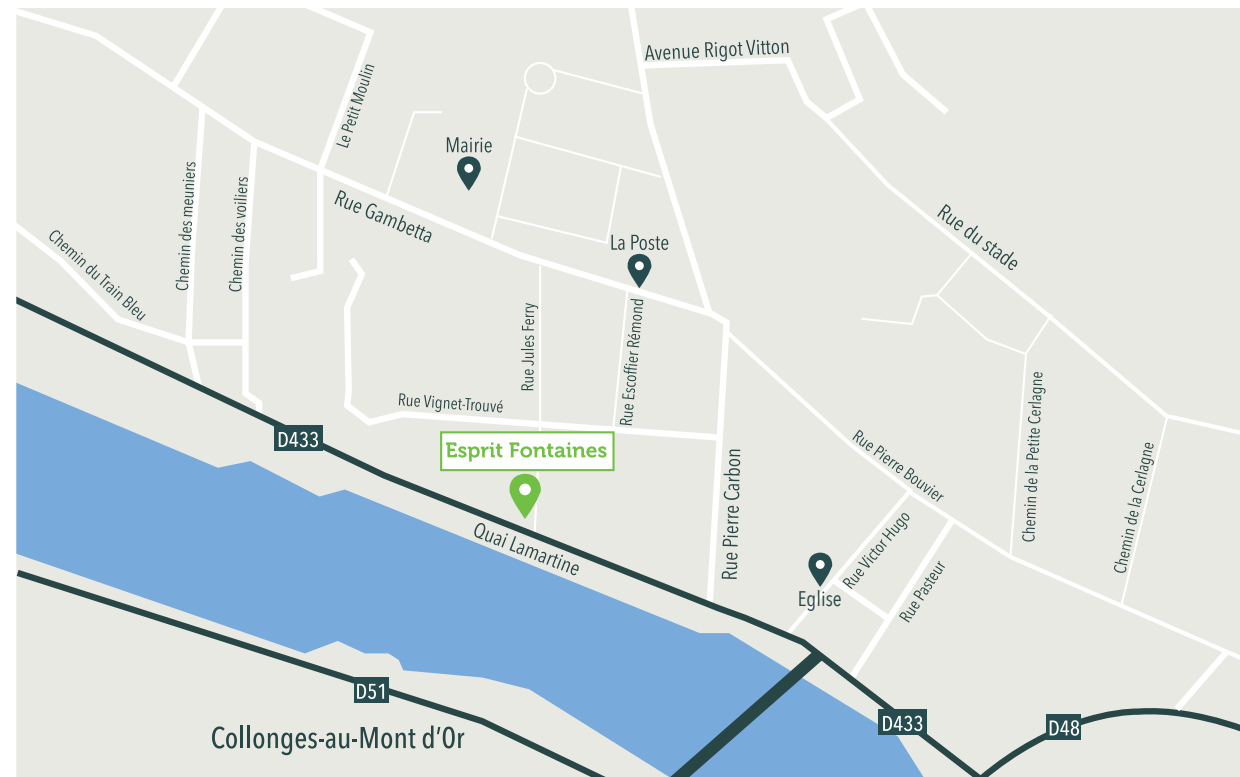 Avenue Rigot Vitton
Le Petit Moulin
Mairie
Chemin des meuniers
Chemin des voiliers
Rue Gambetta
La Poste
Rue du stade
Chemin du Train Bleu
Rue Jules Ferry
Rue Escoffier Rémond
Rue Vignet-Trouvé
D433
Esprit Fontaines
Rue Pierre Carbon
Rue Pierre Bouvier
Chemin de la Petite Cerlagne
Chemin de la Cerlagne
Quai Lamartine
Rue Victor Hugo
Eglise
Rue Pasteur
D51
D433
D48
Collonges-au-Mont d'Or